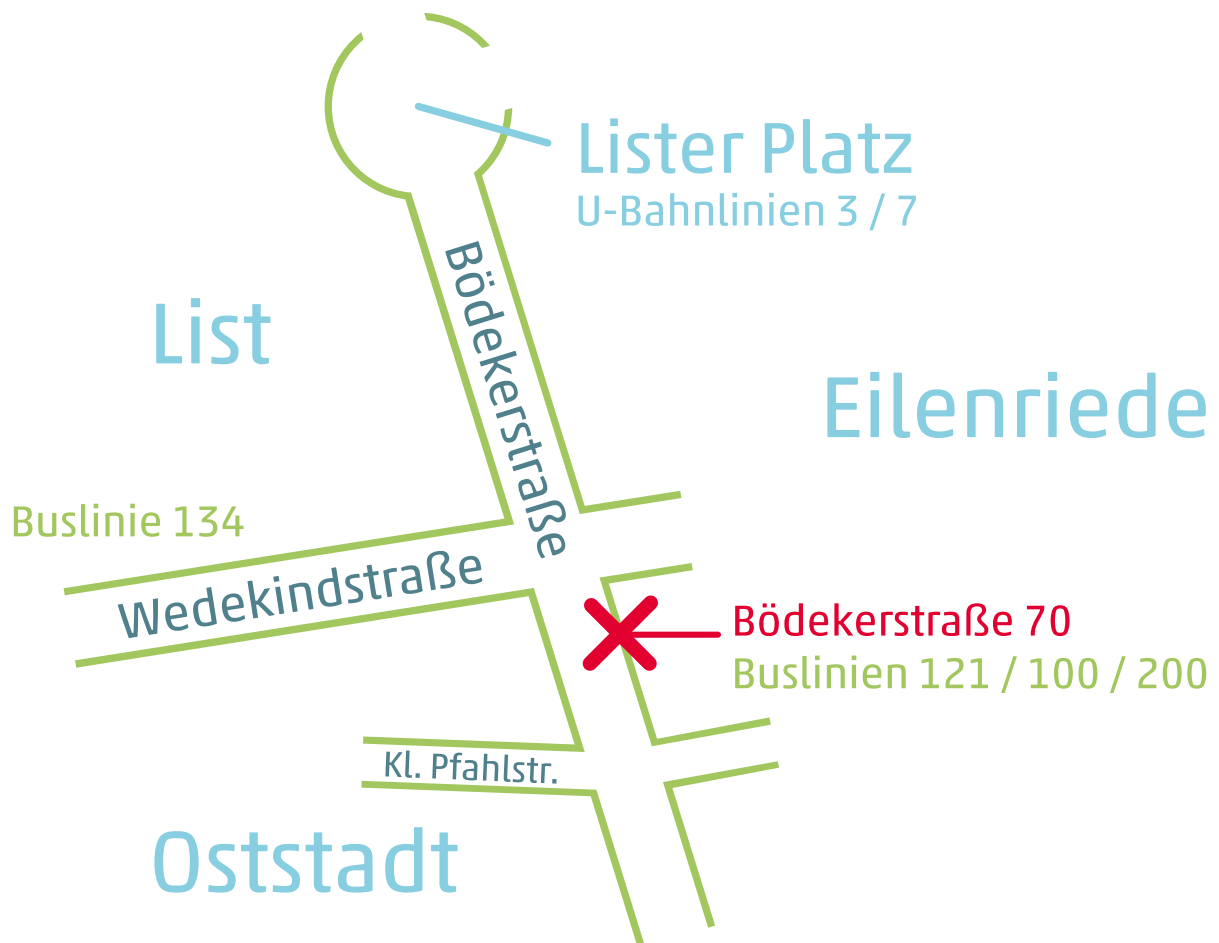 Lister Platz
U-Bahnlinien 3 / 7
Bödekerstraße
List
Eilenriede
Buslinie 134
Wedekindstraße
Bödekerstraße 70
Buslinien 121 / 100 / 200
Kl. Pfahlstr.
Oststadt